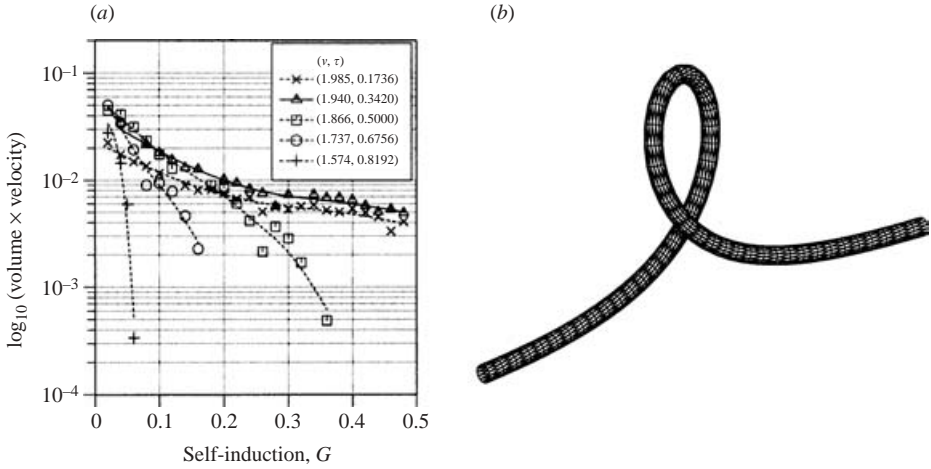 (a)
(b)
10⁻¹
10⁻²
10⁻³
10⁻⁴
log₁₀ (volume × velocity)
(ν, τ)
(1.985, 0.1736)
(1.940, 0.3420)
(1.866, 0.5000)
(1.737, 0.6756)
(1.574, 0.8192)
0 0.1 0.2 0.3 0.4 0.5
Self-induction, G